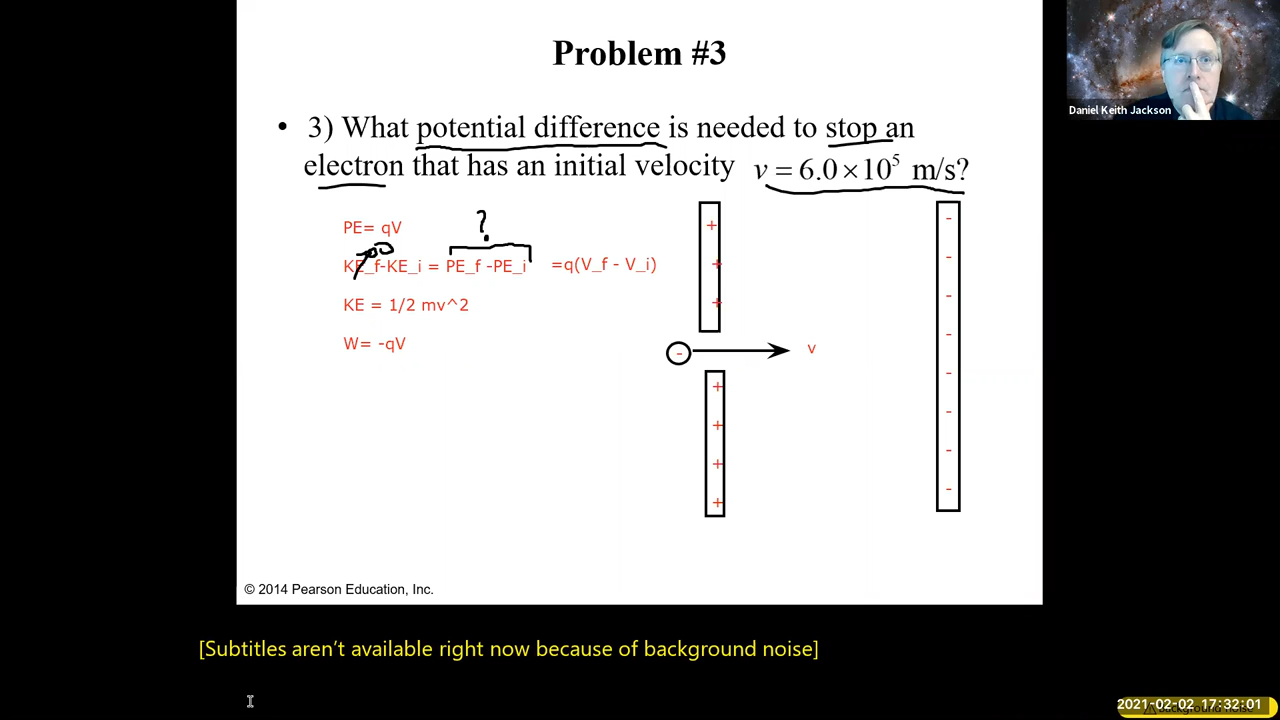 Problem #3
• 3) What potential difference is needed to stop an
electron that has an initial velocity v = 6.0 × 10⁵ m/s?
PE= qV
?
0
KE_f-KE_i = PE_f -PE_i =q(V_f - V_i)
KE = 1/2 mv^2
W= -qV
+
+
+
-
v
+
+
+
+
-
-
-
-
-
-
-
-
© 2014 Pearson Education, Inc.
Daniel Keith Jackson
[Subtitles aren't available right now because of background noise]
2021-02-02 17:32:01